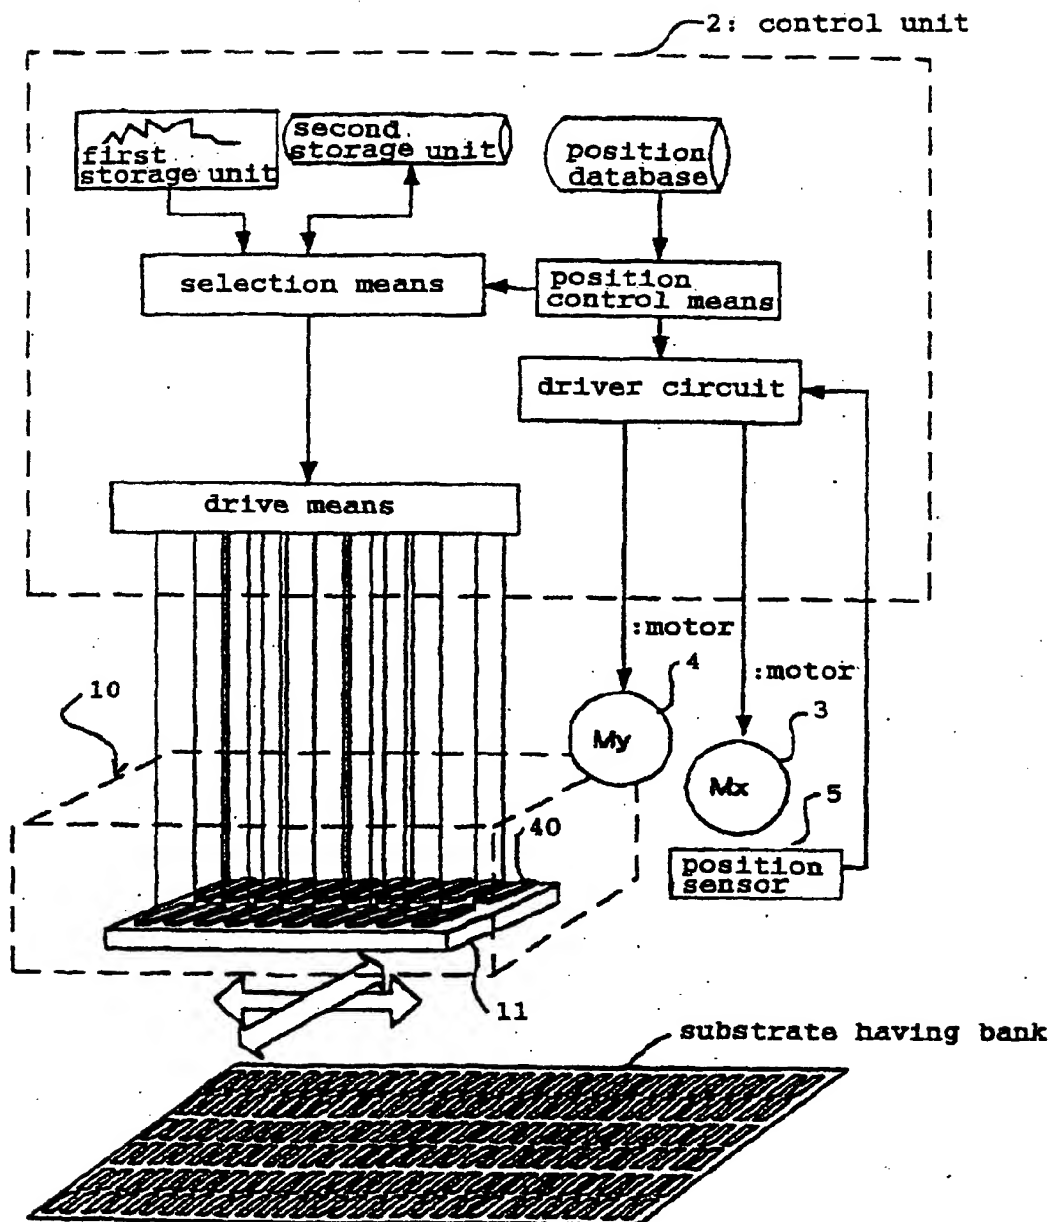 2: control unit
first
storage unit
second
storage unit
position
database
selection means
position
control means
driver circuit
drive means
:motor
4
:motor
10
3
My
Mx
5
40
position
sensor
11
substrate having bank